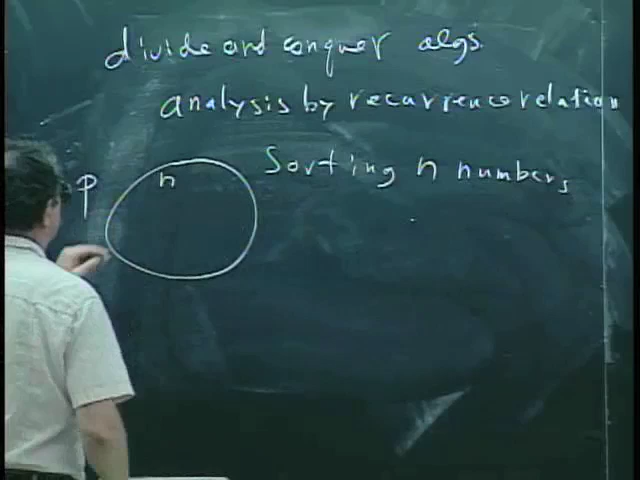 divide and conquer algs.
analysis by recurrence relation
Sorting n numbers
P
n